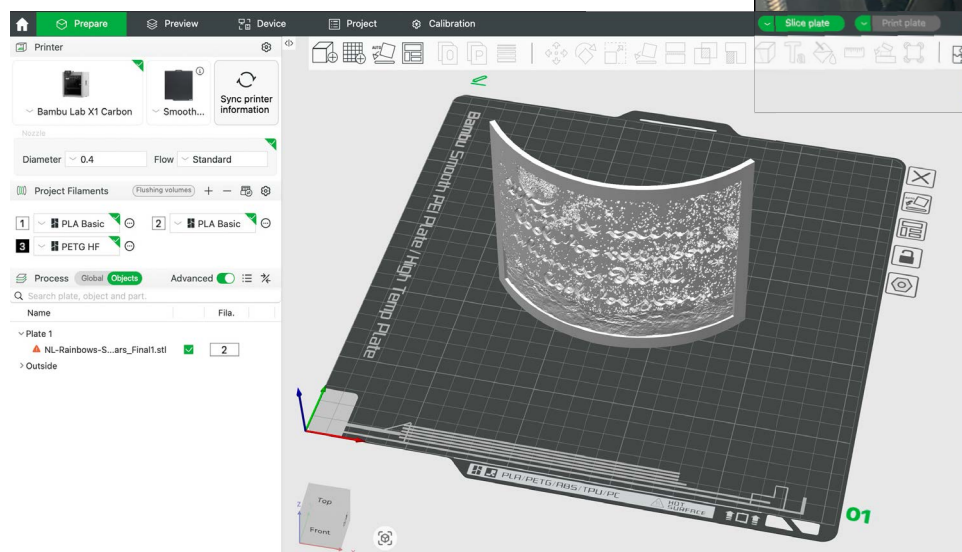 Prepare Preview Device Project Calibration
Slice plate Print plate
Printer
Bambu Lab X1 Carbon Smooth... Sync printer
information
Nozzle
Diameter 0.4 Flow Standard
Project Filaments Flushing volumes
1 PLA Basic 2 PLA Basic
3 PETG HF
Process Global Objects Advanced
Search plate, object and part.
Name Fila.
Plate 1
NL-Rainbows-S...ars_Final1.stl 2
Outside
AUTO
Bambu Smooth PEI Plate / High Temp Plate
PLA/PETG/ABS/TPU/PC
HOT
SURFACE
01
Top
Front
Z